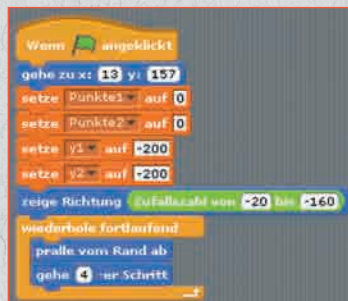 Wenn angeklickt
gehe zu x: 13 y: 157
setze Punkte1 auf 0
setze Punkte2 auf 0
setze y1 auf -200
setze y2 auf -200
zeige Richtung Zufallszahl von -20 bis -160
wiederhole fortlaufend
pralle vom Rand ab
gehe 4 -er Schritt